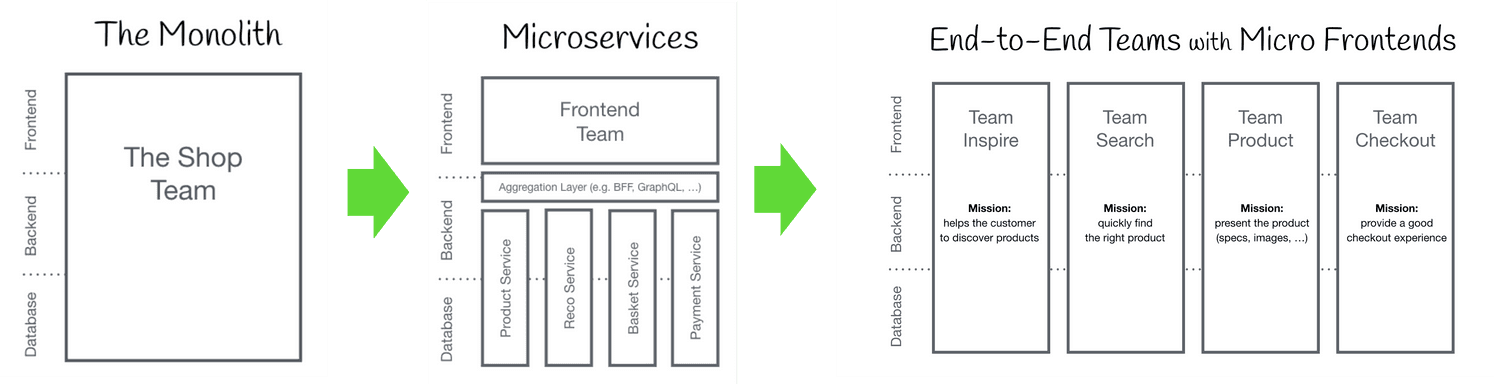 The Monolith
Frontend
Backend
Database
The Shop
Team
Microservices
Frontend
Backend
Database
Frontend
Team
Aggregation Layer (e.g. BFF, GraphQL, ...)
Product Service
Reco Service
Basket Service
Payment Service
End-to-End Teams with Micro Frontends
Frontend
Backend
Database
Team
Inspire
Mission:
helps the customer
to discover products
Team
Search
Mission:
quickly find
the right product
Team
Product
Mission:
present the product
(specs, images, ...)
Team
Checkout
Mission:
provide a good
checkout experience